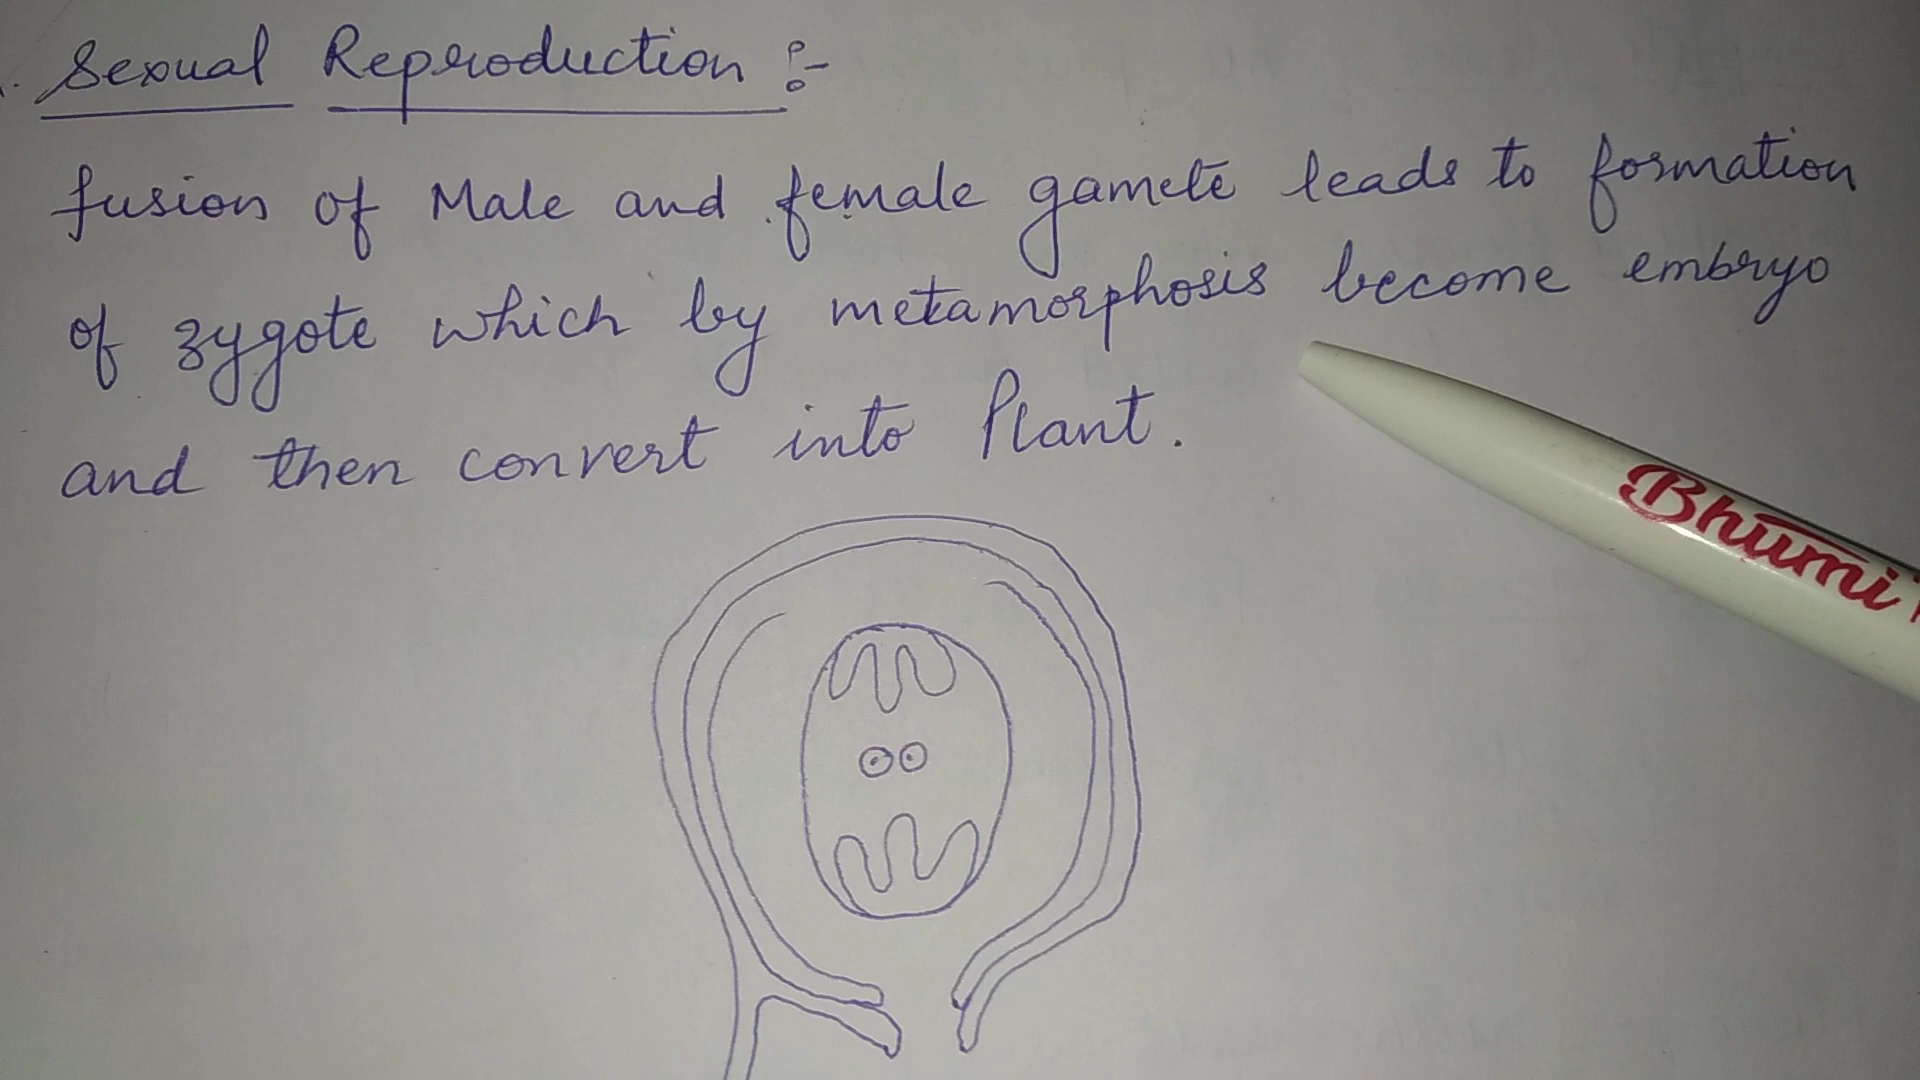 Sexual Reproduction :-
fusion of Male and female gamete leads to formation
of zygote which by metamorphosis become embryo
and then convert into Plant.
Bhumi